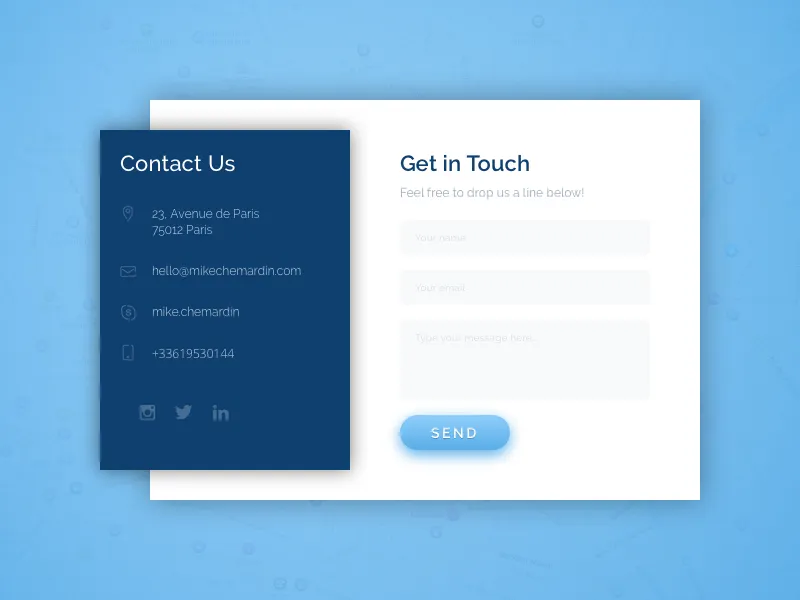 Contact Us
23, Avenue de Paris
75012 Paris
hello@mikechemardin.com
mike.chemardin
+33619530144
Get in Touch
Feel free to drop us a line below!
Your name
Your email
Type your message here...
SEND